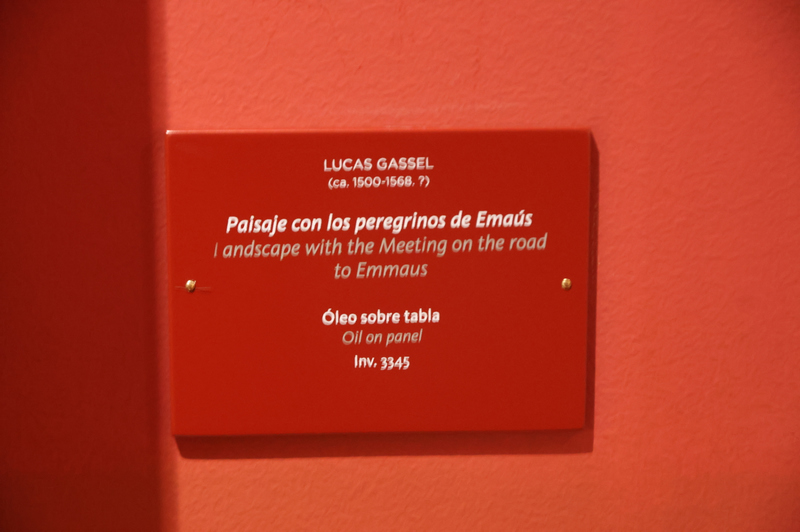 LUCAS GASSEL
(ca. 1500-1568. ?)
Paisaje con los peregrinos de Emaús
Landscape with the Meeting on the road
to Emmaus
Óleo sobre tabla
Oil on panel
Inv. 3345